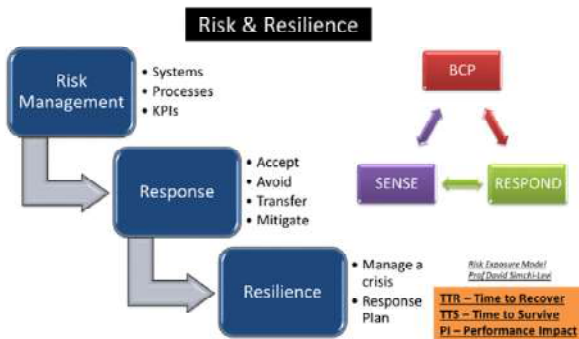 Risk & Resilience
Risk
Management
• Systems
• Processes
• KPIs
Response
• Accept
• Avoid
• Transfer
• Mitigate
Resilience
• Manage a
crisis
• Response
Plan
BCP
SENSE
RESPOND
Risk Exposure Model
Prof David Simchi-Levi
TTR – Time to Recover
TTS – Time to Survive
PI – Performance Impact